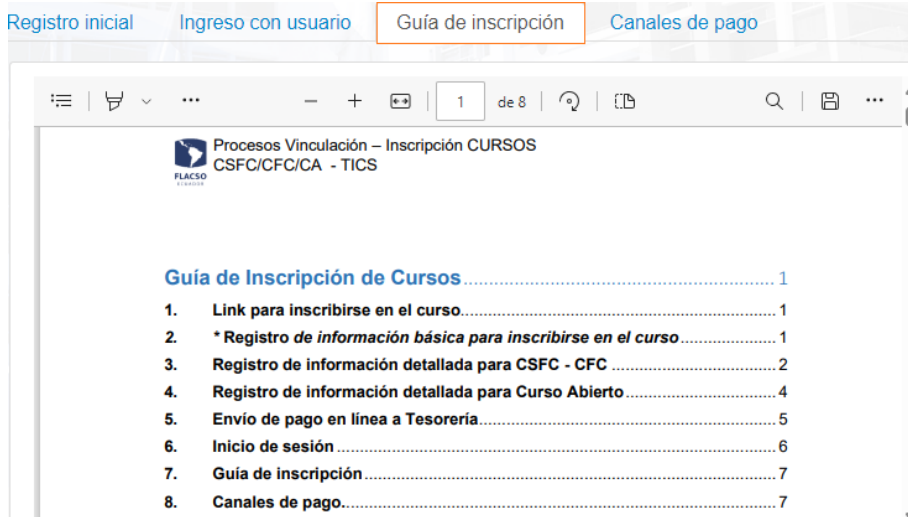 Registro inicial Ingreso con usuario Guía de inscripción Canales de pago
1 de 8
Procesos Vinculación – Inscripción CURSOS
CSFC/CFC/CA - TICS
FLACSO
ECUADOR
Guía de Inscripción de Cursos 1
1. Link para inscribirse en el curso 1
2. * Registro de información básica para inscribirse en el curso 1
3. Registro de información detallada para CSFC - CFC 2
4. Registro de información detallada para Curso Abierto 4
5. Envío de pago en línea a Tesorería 5
6. Inicio de sesión 6
7. Guía de inscripción 7
8. Canales de pago. 7